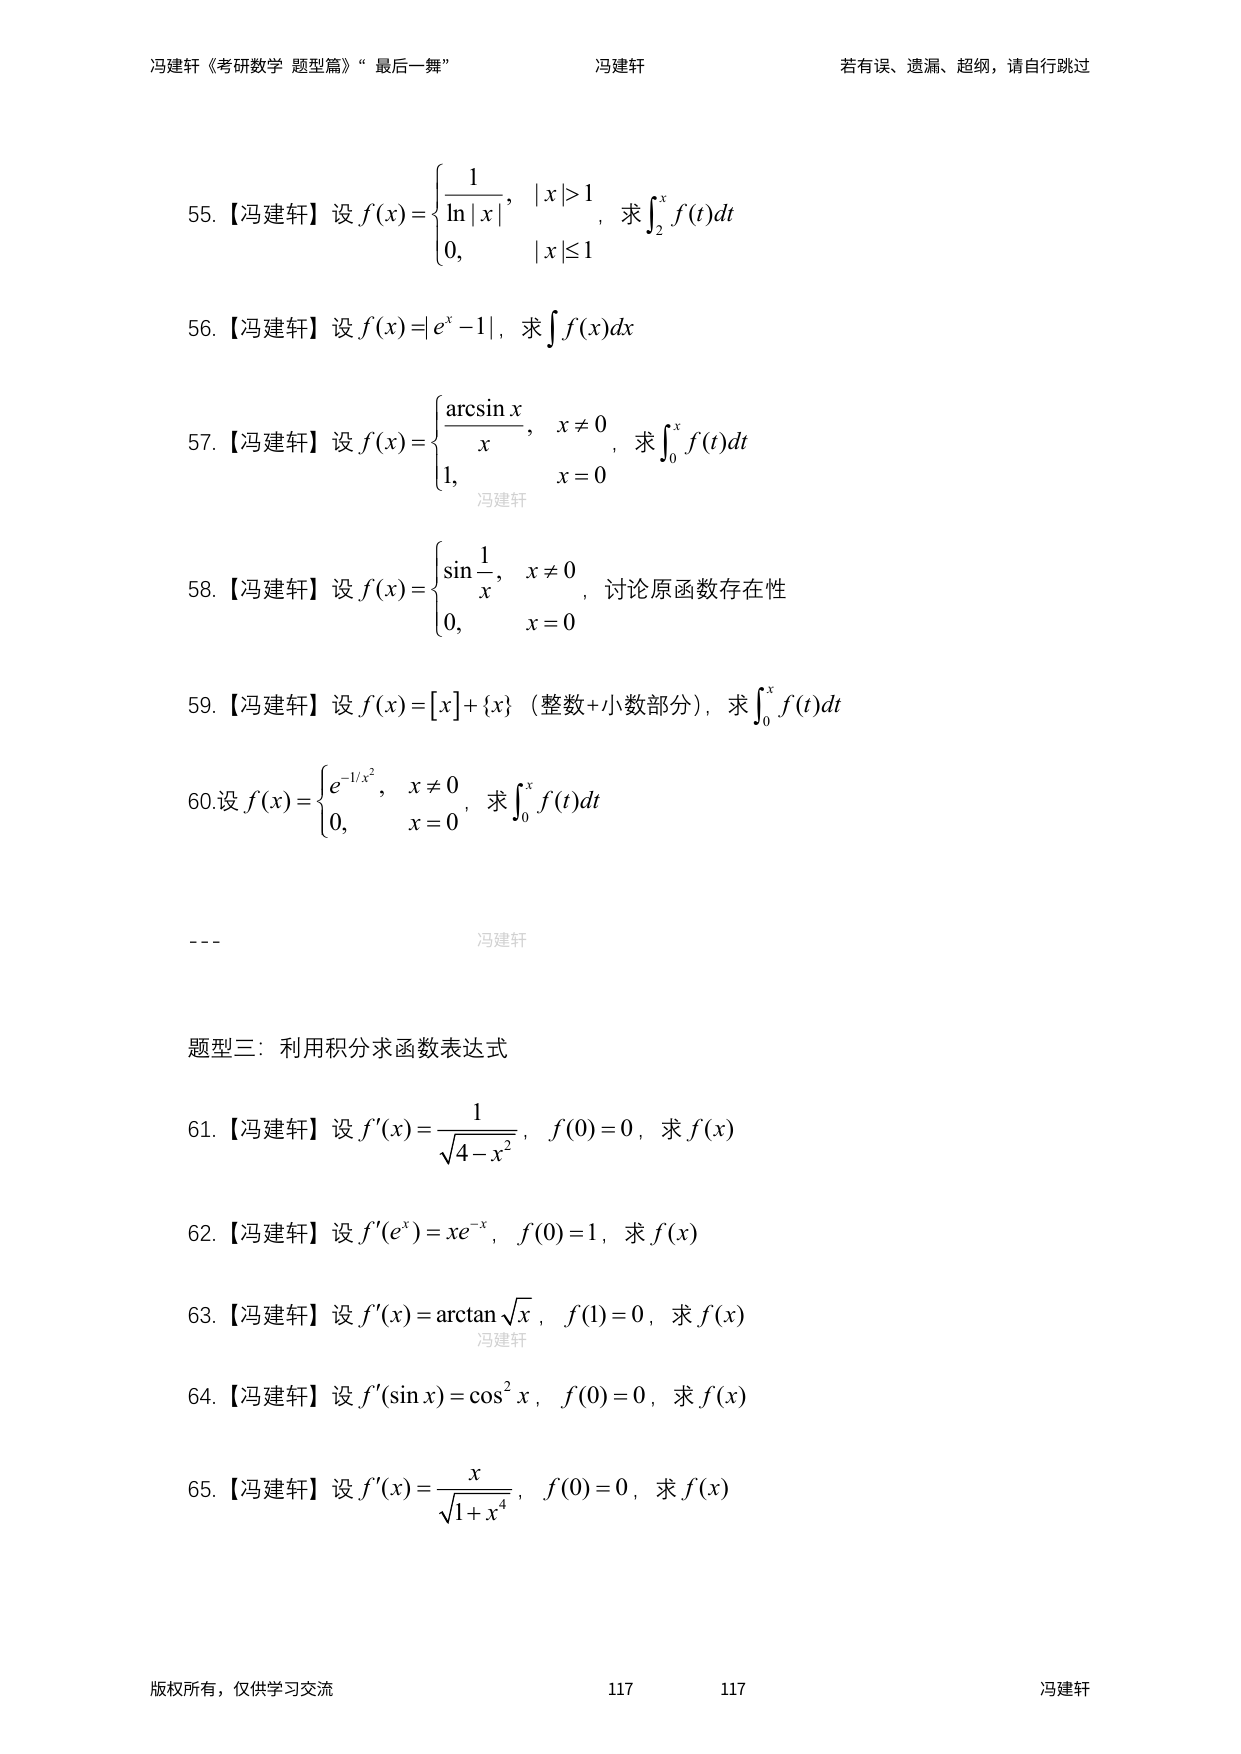 冯建轩《考研数学 题型篇》“ 最后一舞” 冯建轩 若有误、遗漏、超纲，请自行跳过
55.【冯建轩】设 f(x) = { 1/ln|x|, |x|>1; 0, |x|≤1 ，求∫_2^x f(t)dt
56.【冯建轩】设 f(x)=|e^x −1|，求∫ f(x)dx
57.【冯建轩】设 f(x) = { arcsin x/x, x≠0; 1, x=0 ，求∫_0^x f(t)dt
冯建轩
58.【冯建轩】设 f(x) = { sin 1/x, x≠0; 0, x=0 ，讨论原函数存在性
59.【冯建轩】设 f(x)=[x]+{x}（整数+小数部分），求∫_0^x f(t)dt
60.设 f(x) = { e^{−1/x^2}, x≠0; 0, x=0 ，求∫_0^x f(t)dt
--- 冯建轩
题型三：利用积分求函数表达式
61.【冯建轩】设 f′(x) = 1/√(4−x^2)，f(0)=0，求 f(x)
62.【冯建轩】设 f′(e^x) = xe^{−x}，f(0)=1，求 f(x)
63.【冯建轩】设 f′(x) = arctan √x，f(1)=0，求 f(x)
冯建轩
64.【冯建轩】设 f′(sin x) = cos^2 x，f(0)=0，求 f(x)
65.【冯建轩】设 f′(x) = x/√(1+x^4)，f(0)=0，求 f(x)
版权所有，仅供学习交流 117 117 冯建轩